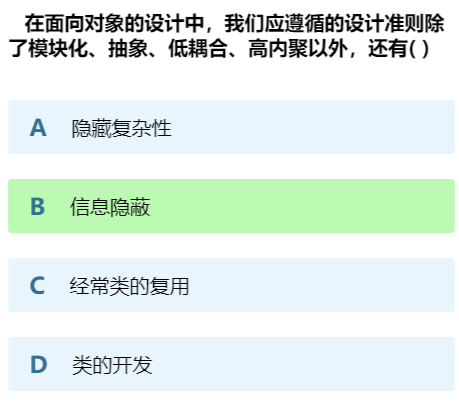 在面向对象的设计中，我们应遵循的设计准则除
了模块化、抽象、低耦合、高内聚以外，还有( )
A 隐藏复杂性
B 信息隐蔽
C 经常类的复用
D 类的开发